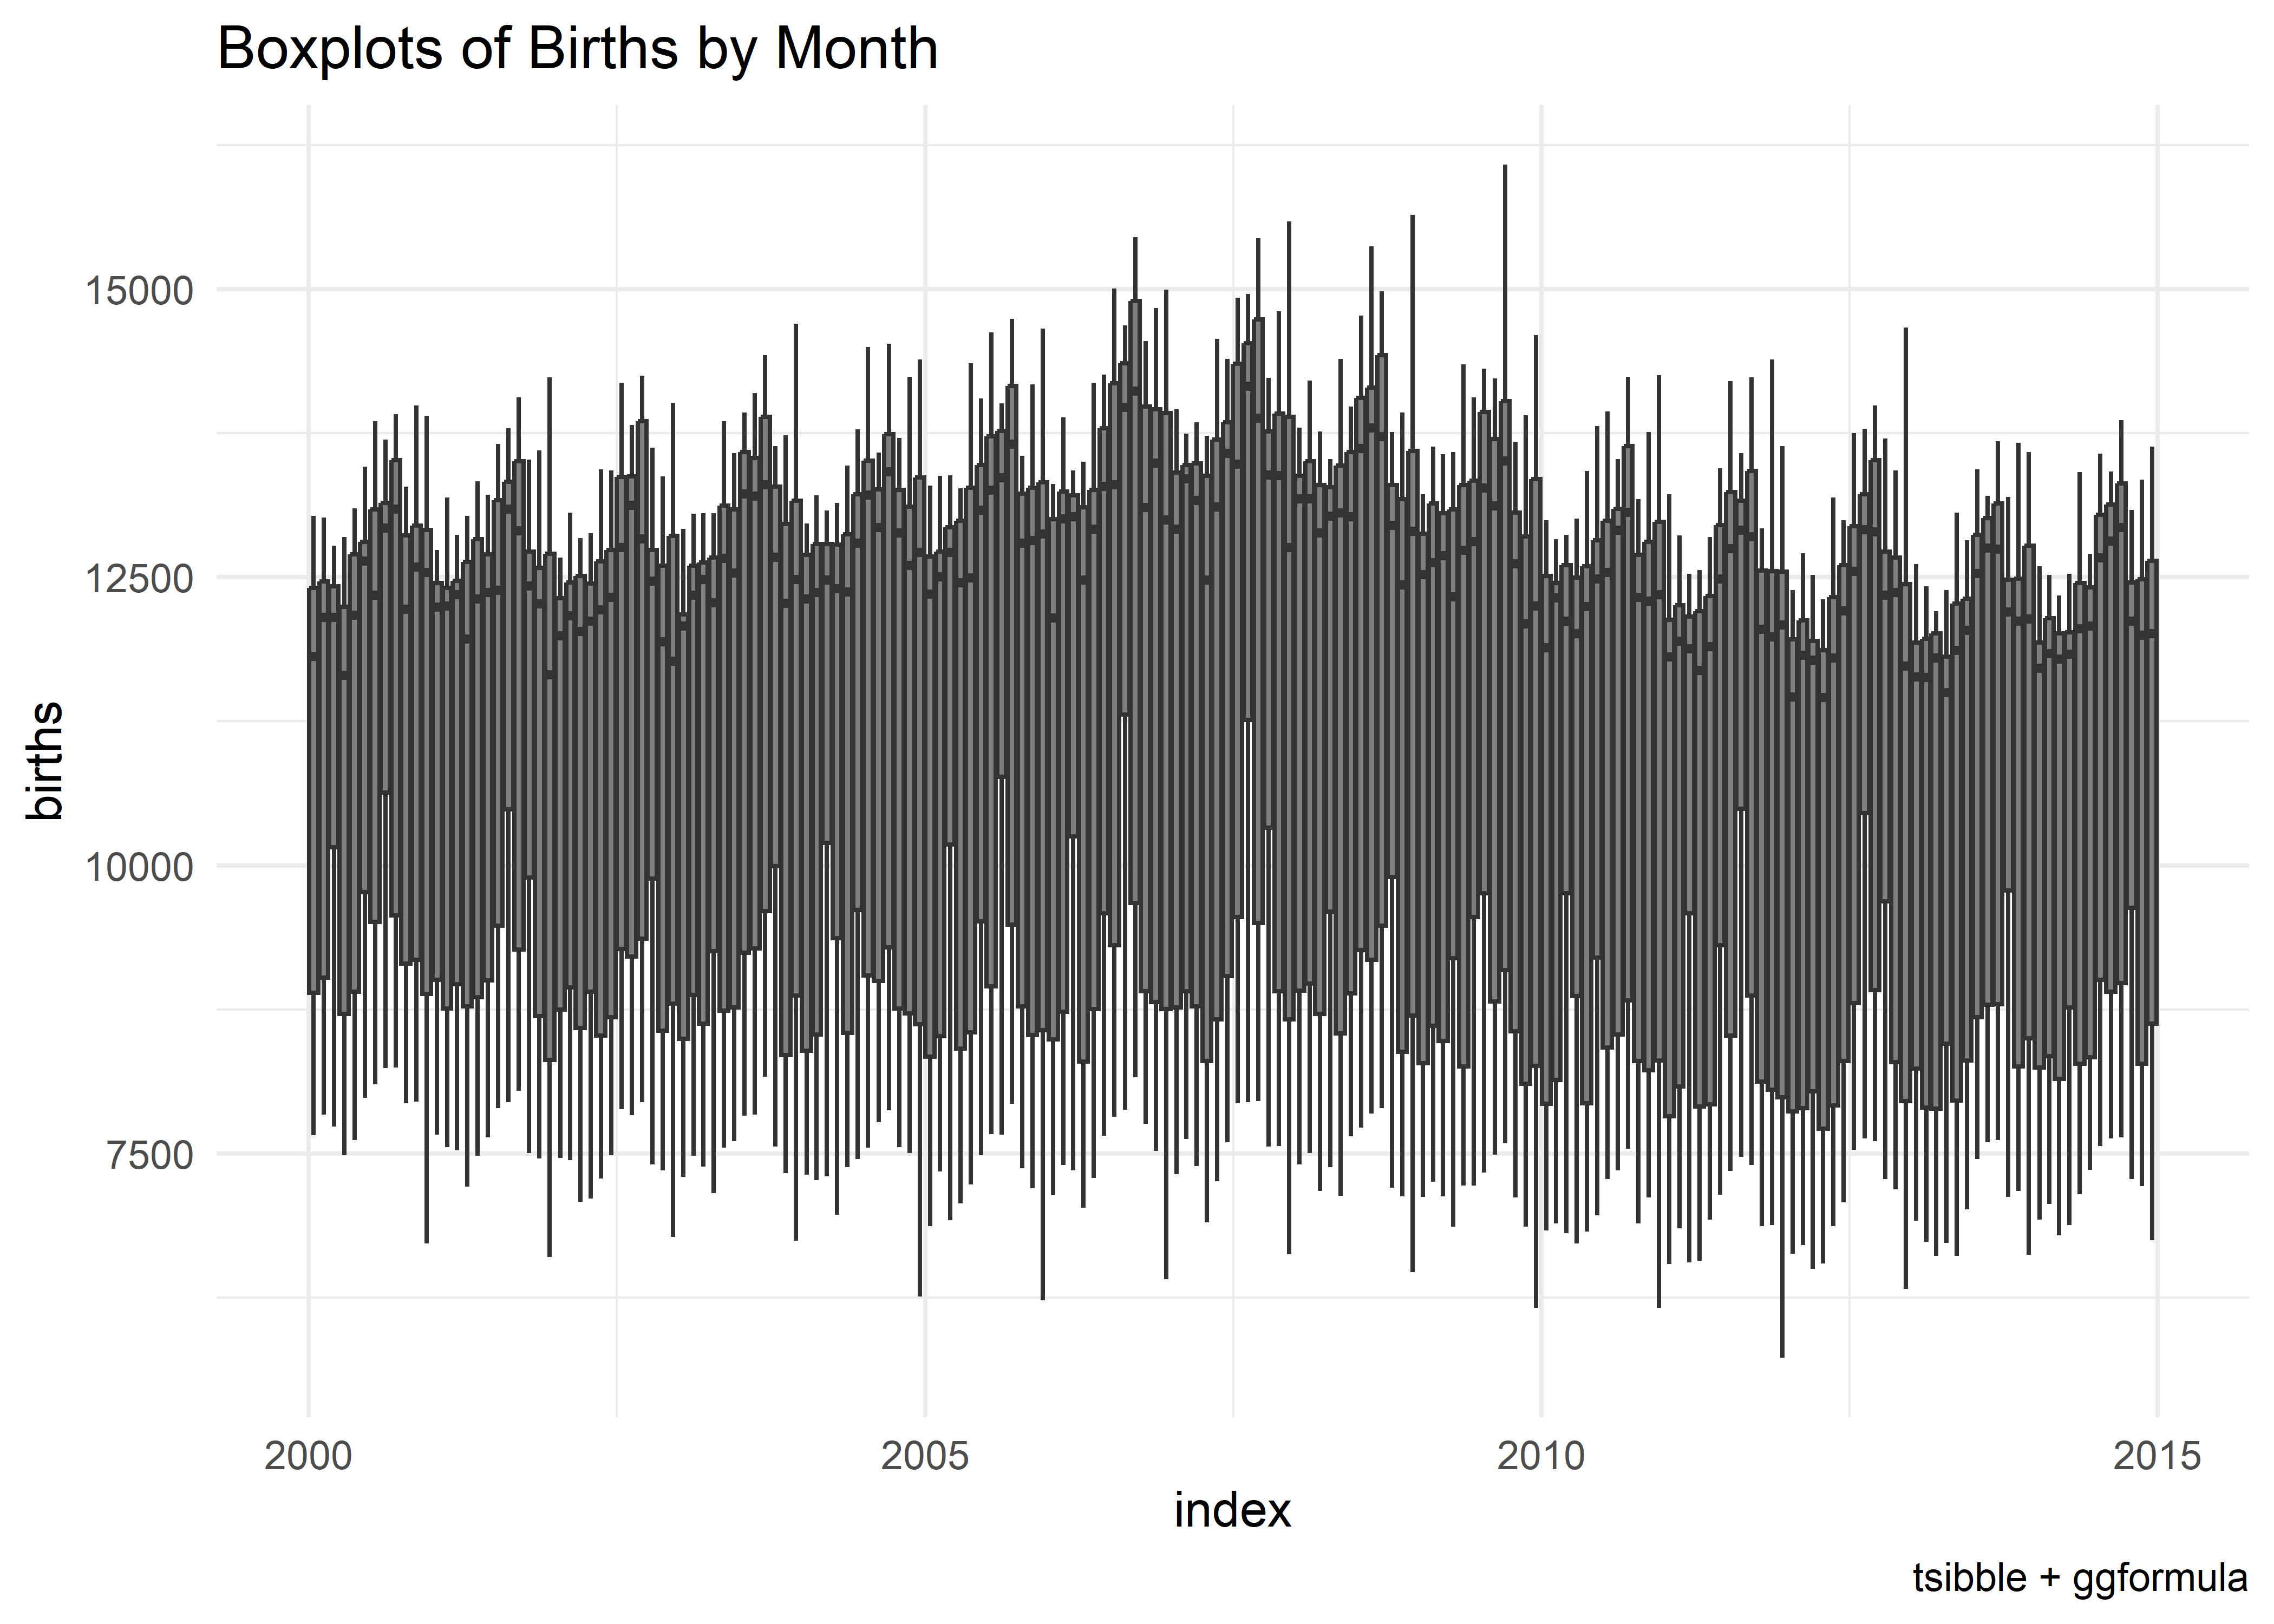 Boxplots of Births by Month
births
15000
12500
10000
7500
2000 2005 2010 2015
index
tsibble + ggformula